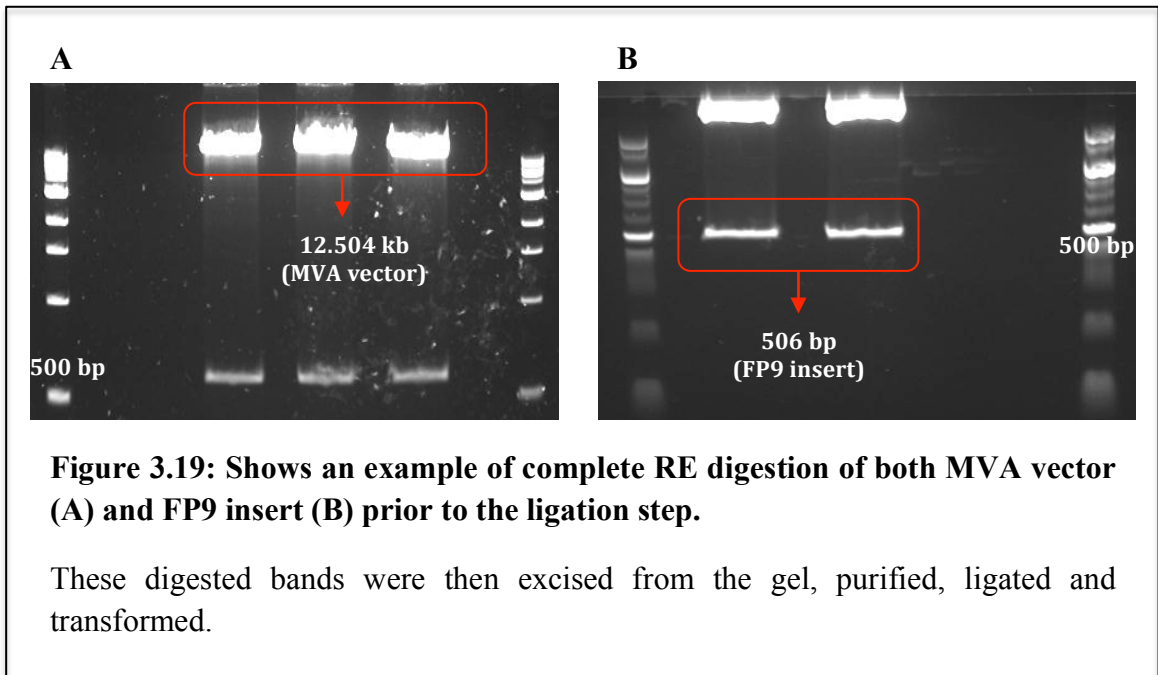 A
B
12.504 kb
(MVA vector)
500 bp
500 bp
506 bp
(FP9 insert)
Figure 3.19: Shows an example of complete RE digestion of both MVA vector
(A) and FP9 insert (B) prior to the ligation step.
These digested bands were then excised from the gel, purified, ligated and
transformed.